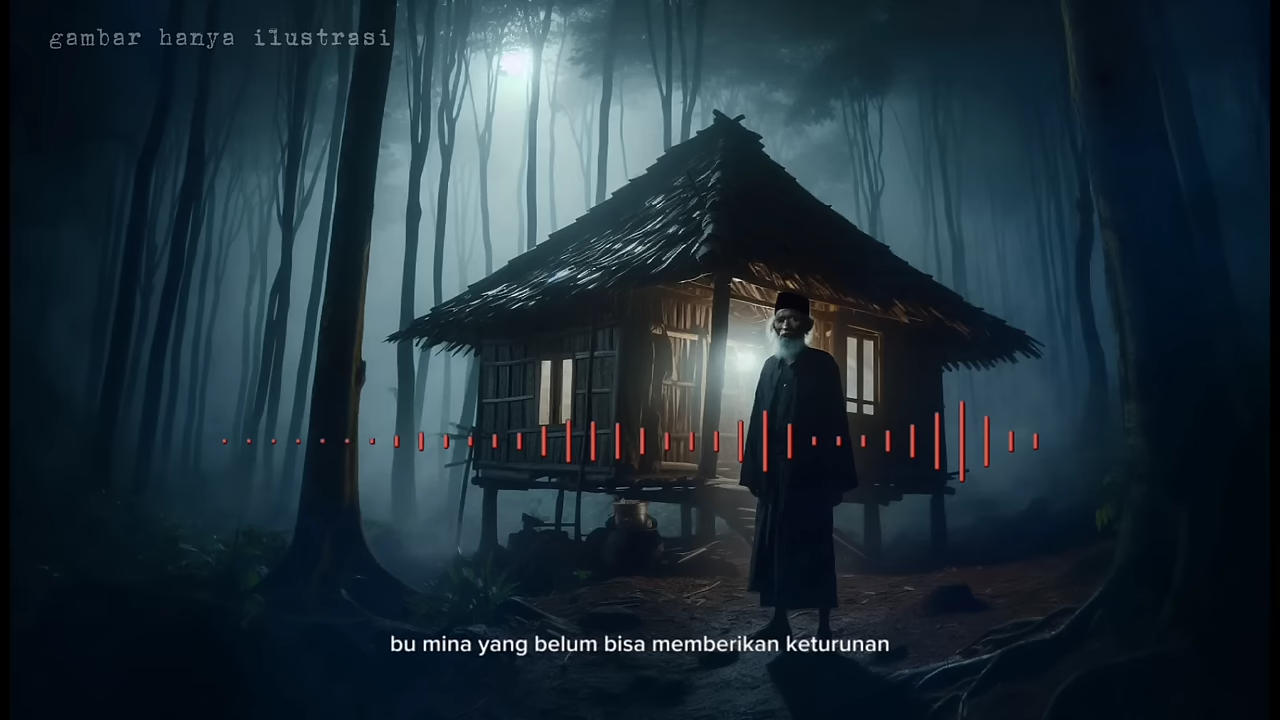 gambar hanya ilustrasi
bu mina yang belum bisa memberikan keturunan